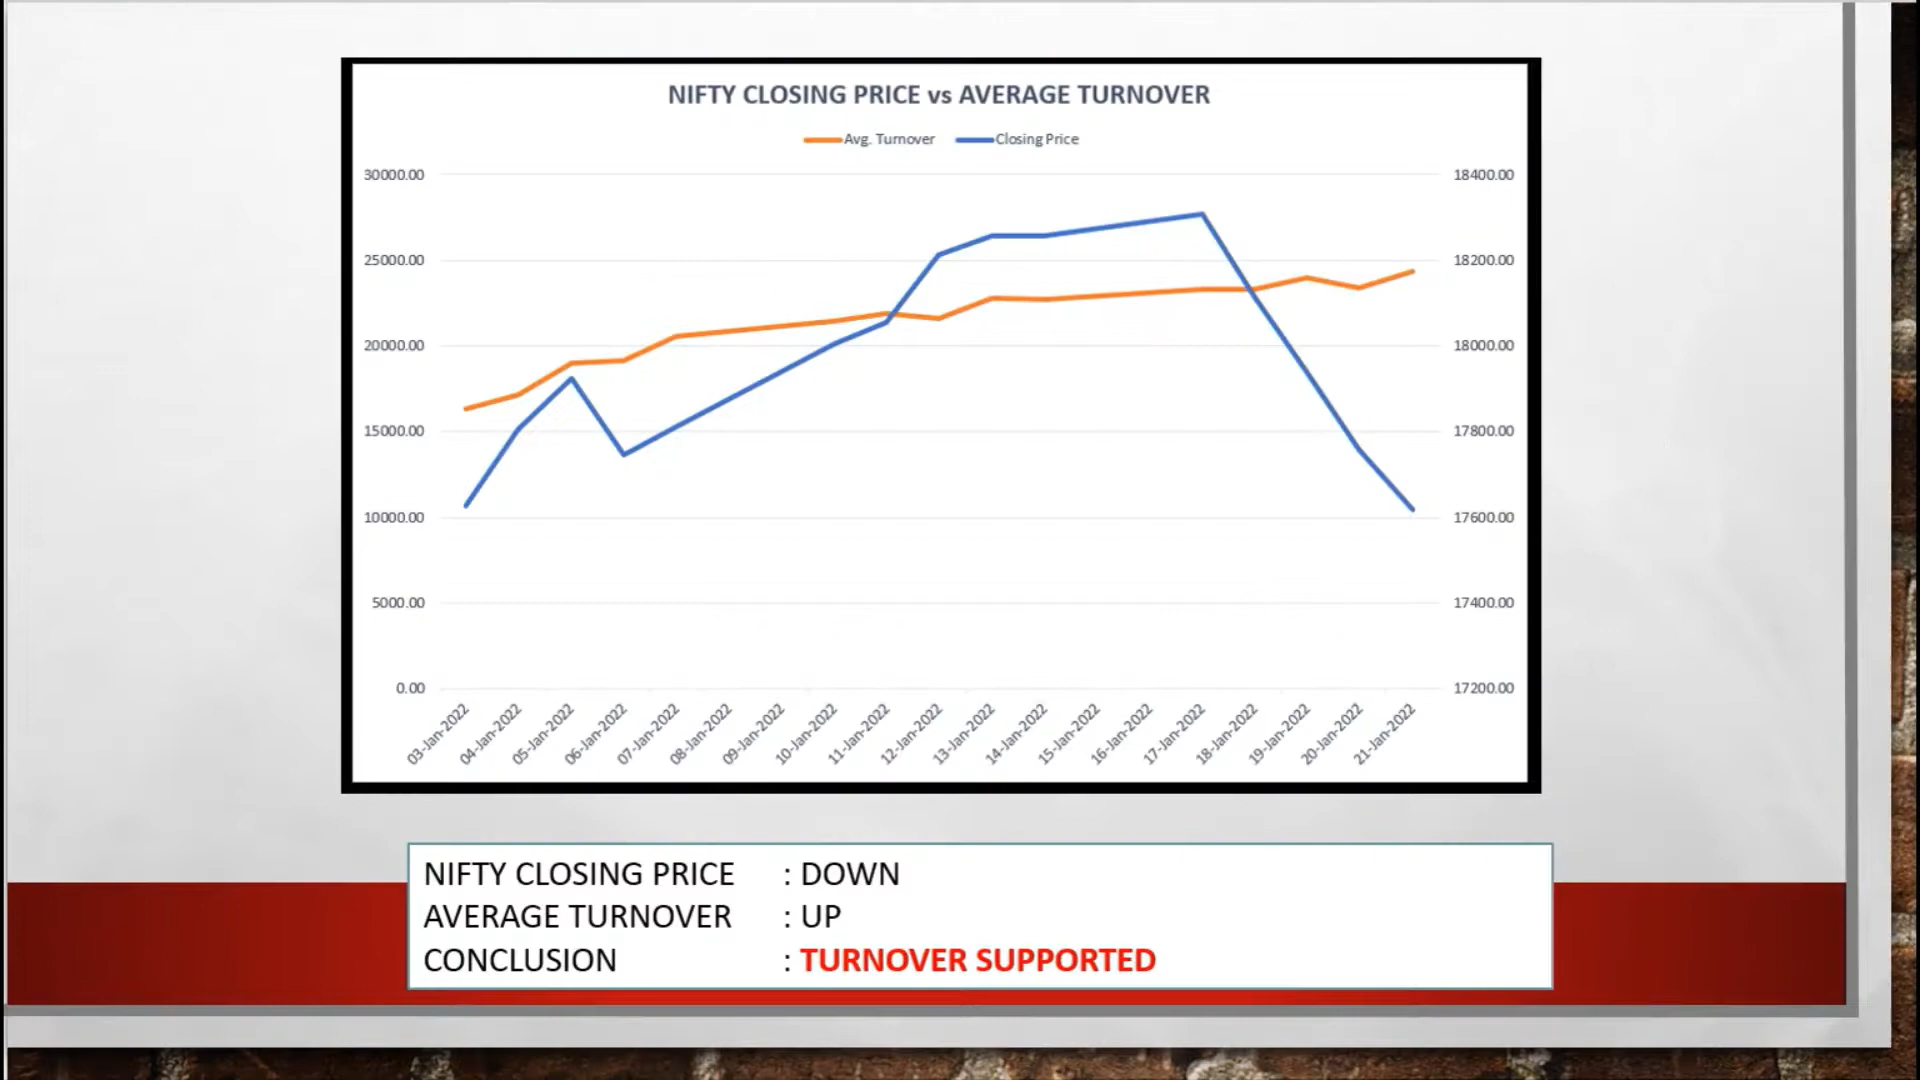 NIFTY CLOSING PRICE vs AVERAGE TURNOVER
Avg. Turnover Closing Price
30000.00 18400.00
25000.00 18200.00
20000.00 18000.00
15000.00 17800.00
10000.00 17600.00
5000.00 17400.00
0.00 17200.00
03-Jan-2022
04-Jan-2022
05-Jan-2022
06-Jan-2022
07-Jan-2022
08-Jan-2022
09-Jan-2022
10-Jan-2022
11-Jan-2022
12-Jan-2022
13-Jan-2022
14-Jan-2022
15-Jan-2022
16-Jan-2022
17-Jan-2022
18-Jan-2022
19-Jan-2022
20-Jan-2022
21-Jan-2022
NIFTY CLOSING PRICE : DOWN
AVERAGE TURNOVER : UP
CONCLUSION : TURNOVER SUPPORTED